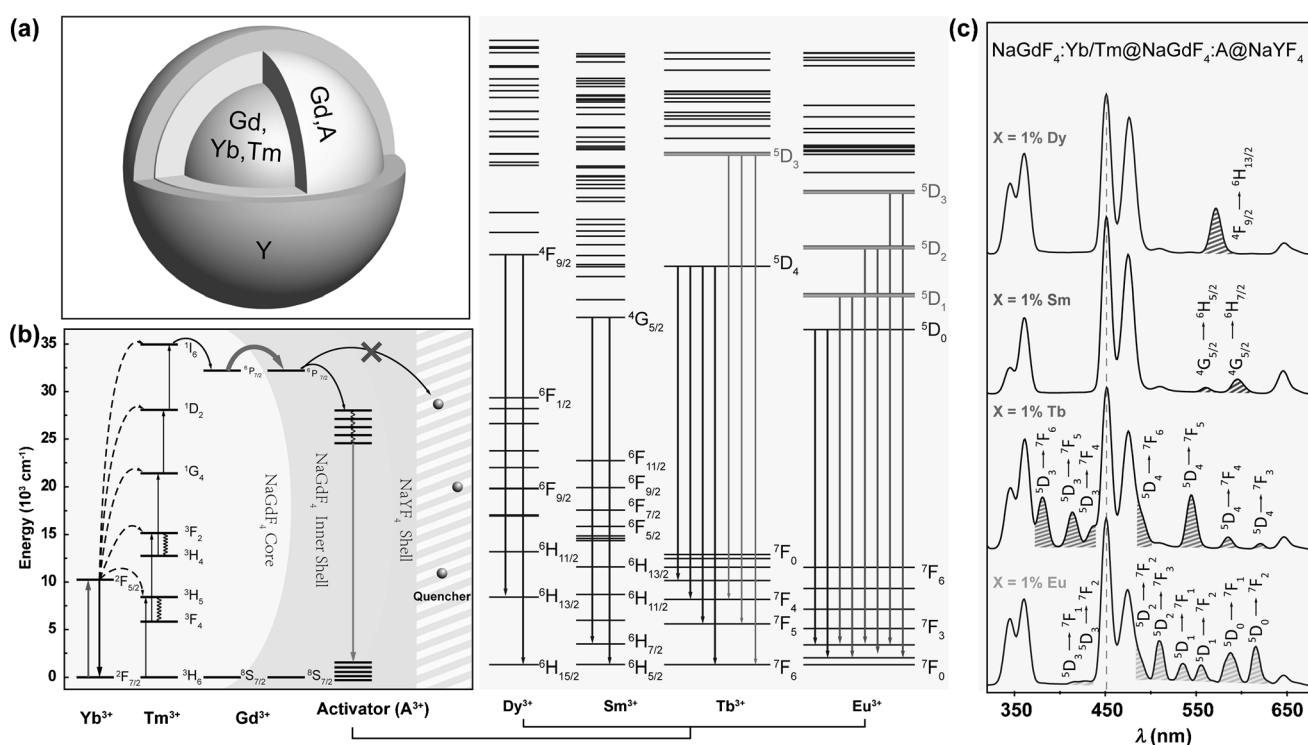 (a)
Gd,
Yb,Tm
Gd,A
Y
(b)
Energy (10³ cm⁻¹)
35
30
25
20
15
10
5
0
¹I₆
¹D₂
¹G₄
³F₂
³H₄
³H₅
³F₄
³H₆
²F₅/₂
²F₇/₂
⁶P₇/₂
⁶P₇/₂
⁸S₇/₂
⁸S₇/₂
NaGdF₄ Core
NaGdF₄ Inner Shell
NaYF₄ Shell
Quencher
Yb³⁺
Tm³⁺
Gd³⁺
Activator (A³⁺)
⁴F₉/₂
⁶F₁/₂
⁶F₉/₂
⁶H₁₁/₂
⁶H₁₃/₂
⁶H₁₅/₂
Dy³⁺
⁴G₅/₂
⁶F₁₁/₂
⁶F₉/₂
⁶F₇/₂
⁶F₅/₂
⁶H₁₃/₂
⁶H₁₁/₂
⁶H₇/₂
⁶H₅/₂
Sm³⁺
⁵D₃
⁵D₄
⁷F₀
⁷F₄
⁷F₅
⁷F₆
Tb³⁺
⁵D₃
⁵D₂
⁵D₁
⁵D₀
⁷F₆
⁷F₃
⁷F₀
Eu³⁺
(c)
NaGdF₄:Yb/Tm@NaGdF₄:A@NaYF₄
X = 1% Dy
⁴F₉/₂→⁶H₁₃/₂
X = 1% Sm
⁴G₅/₂→⁶H₅/₂
⁴G₅/₂→⁶H₇/₂
X = 1% Tb
⁵D₃→⁷F₆
⁵D₃→⁷F₅
⁵D₃→⁷F₄
⁵D₄→⁷F₆
⁵D₄→⁷F₅
⁵D₄→⁷F₄
⁵D₄→⁷F₃
X = 1% Eu
⁵D₃→⁷F₁
⁵D₃→⁷F₂
⁵D₂→⁷F₂
⁵D₂→⁷F₃
⁵D₁→⁷F₁
⁵D₁→⁷F₂
⁵D₀→⁷F₁
⁵D₀→⁷F₂
350
450
550
650
λ (nm)